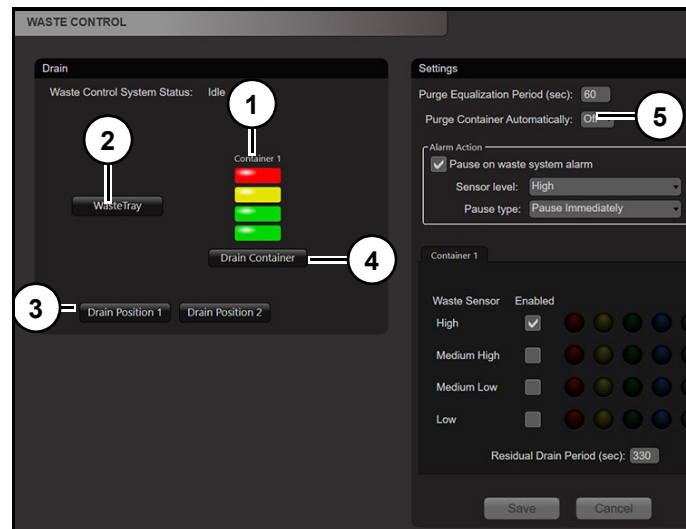 WASTE CONTROL
Drain
Waste Control System Status: Idle
1
2
Container 1
WasteTray
Drain Container
4
3
Drain Position 1
Drain Position 2
Settings
Purge Equalization Period (sec): 60
Purge Container Automatically: Off
5
Alarm Action
Pause on waste system alarm
Sensor level: High
Pause type: Pause Immediately
Container 1
Waste Sensor Enabled
High
Medium High
Medium Low
Low
Residual Drain Period (sec): 330
Save Cancel